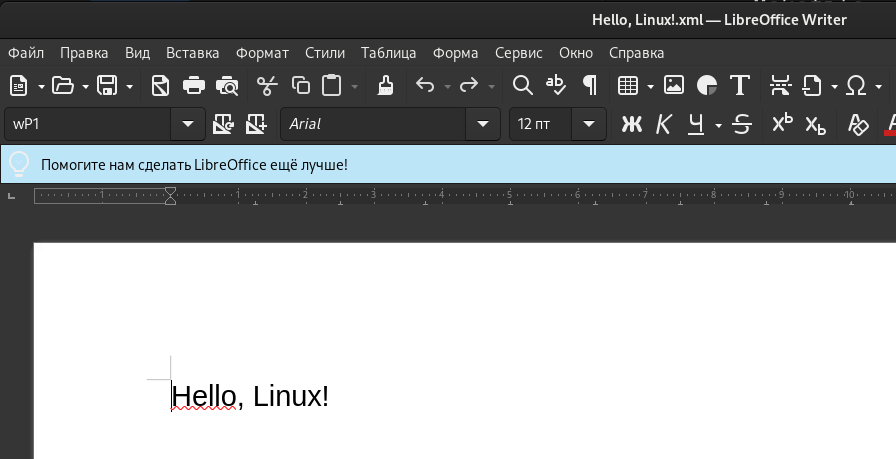 Hello, Linux!.xml — LibreOffice Writer
Файл Правка Вид Вставка Формат Стили Таблица Форма Сервис Окно Справка
wP1 Arial 12 пт Ж К Ч S
Помогите нам сделать LibreOffice ещё лучше!
1 1 2 3 4 5 6 7 8 9 10
Hello, Linux!